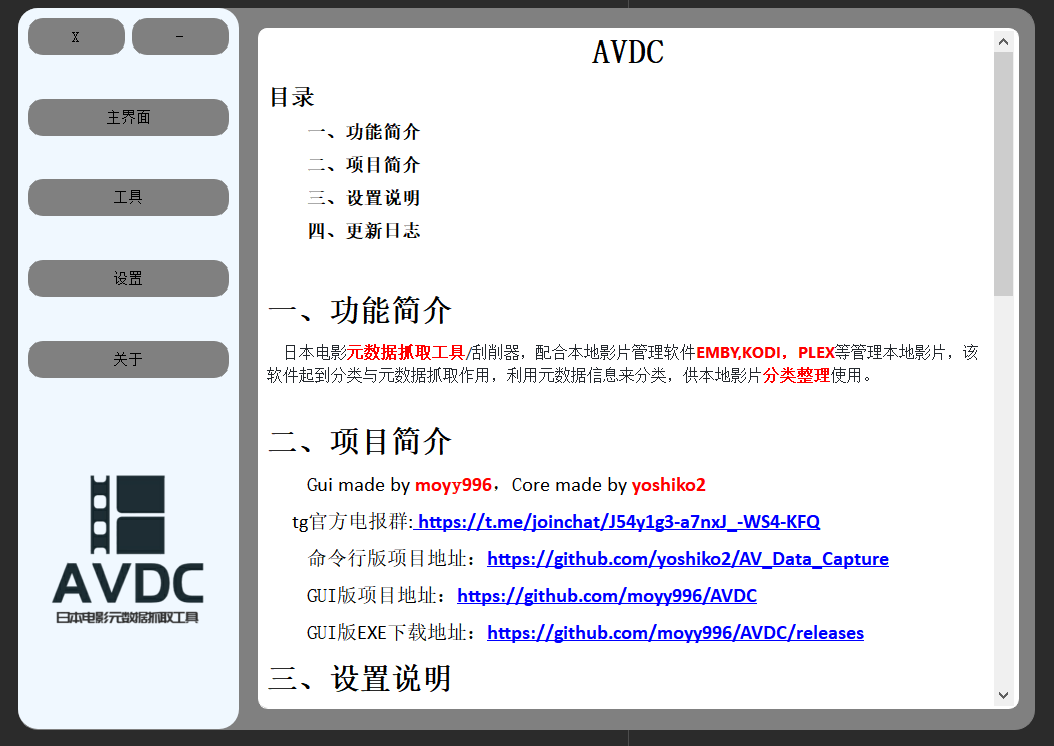 X
-
主界面
工具
设置
关于
AVDC
日本电影元数据抓取工具
AVDC
目录
一、功能简介
二、项目简介
三、设置说明
四、更新日志
一、功能简介
日本电影元数据抓取工具/刮削器，配合本地影片管理软件EMBY,KODI，PLEX等管理本地影片，该
软件起到分类与元数据抓取作用，利用元数据信息来分类，供本地影片分类整理使用。
二、项目简介
Gui made by moyy996，Core made by yoshiko2
tg官方电报群: https://t.me/joinchat/J54y1g3-a7nxJ_-WS4-KFQ
命令行版项目地址：https://github.com/yoshiko2/AV_Data_Capture
GUI版项目地址：https://github.com/moyy996/AVDC
GUI版EXE下载地址：https://github.com/moyy996/AVDC/releases
三、设置说明